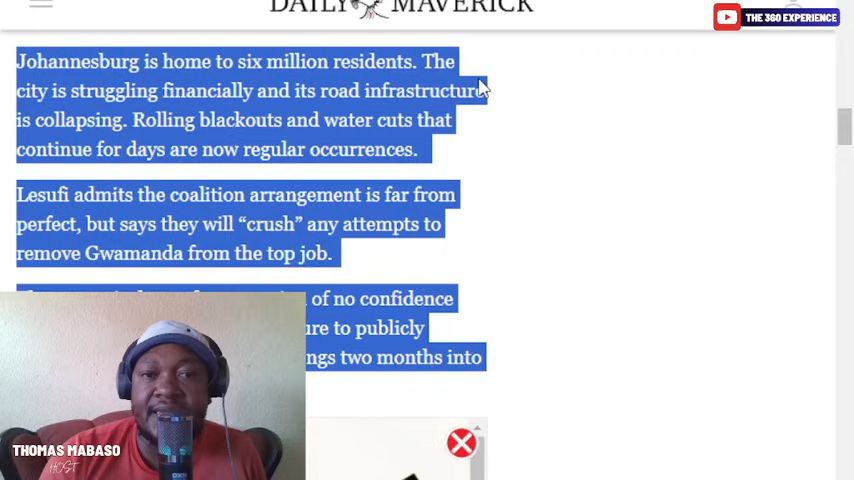 DAILY MAVERICK
THE 360 EXPERIENCE
Johannesburg is home to six million residents. The
city is struggling financially and its road infrastructure
is collapsing. Rolling blackouts and water cuts that
continue for days are now regular occurrences.
Lesufi admits the coalition arrangement is far from
perfect, but says they will “crush” any attempts to
remove Gwamanda from the top job.
of no confidence
ure to publicly
ngs two months into
THOMAS MABASO
HOST
DXN